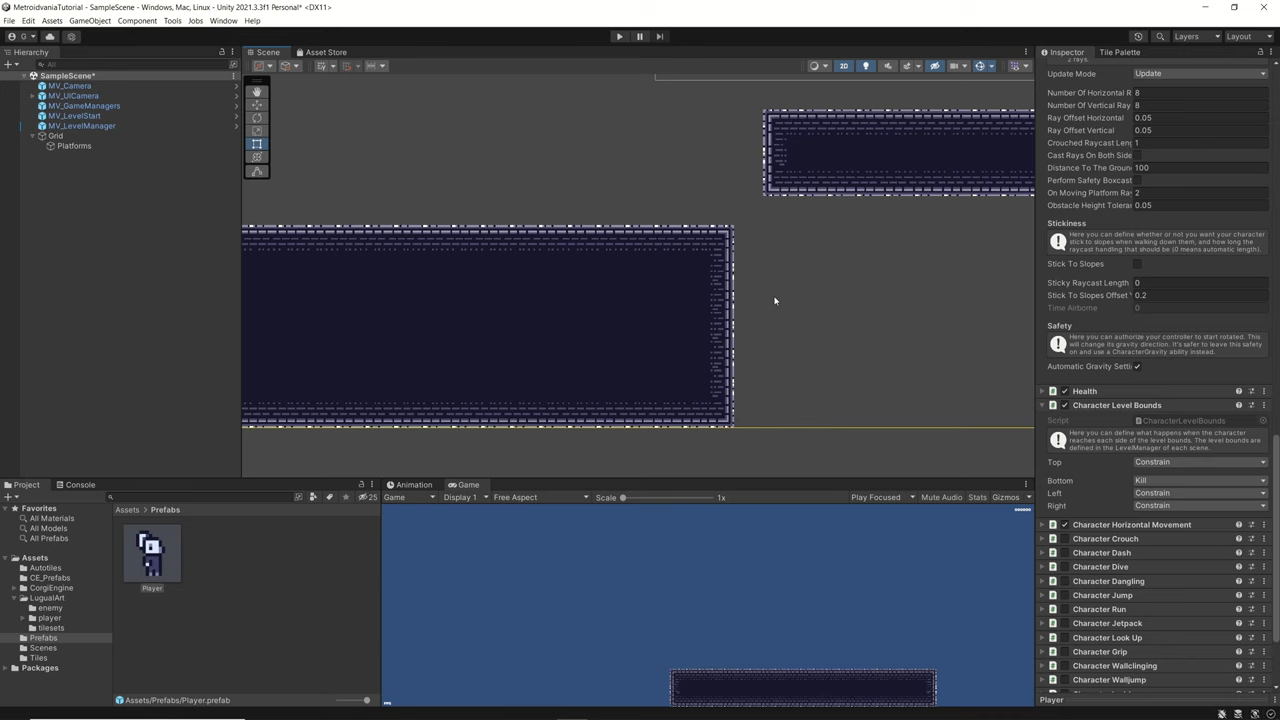 MetroidvaniaTutorial - SampleScene - Windows, Mac, Linux - Unity 2021.3.3f1 Personal* <DX11>
File Edit Assets GameObject Component Tools Jobs Window Help
G
Layers
Layout
Hierarchy
All
SampleScene*
MV_Camera
MV_UICamera
MV_GameManagers
MV_LevelStart
MV_LevelManager
Grid
Platforms
Scene
Asset Store
2D
Inspector
Tile Palette
2 rays.
Update Mode Update
Number Of Horizontal R 8
Number Of Vertical Ray 8
Ray Offset Horizontal 0.05
Ray Offset Vertical 0.05
Crouched Raycast Leng 1
Cast Rays On Both Side
Distance To The Groun 100
Perform Safety Boxcast
On Moving Platform Ra 2
Obstacle Height Tolera 0.05
Stickiness
Here you can define whether or not you want your character
stick to slopes when walking down them, and how long the
raycast handling that should be (0 means automatic length).
Stick To Slopes
Sticky Raycast Length 0
Stick To Slopes Offset 0.2
Time Airborne 0
Safety
Here you can authorize your controller to start rotated. This
will change its gravity direction. It's safer to leave this safety
on and use a CharacterGravity ability instead.
Automatic Gravity Setti
Health
Character Level Bounds
Script CharacterLevelBounds
Here you can define what happens when the character
reaches each side of the level bounds. The level bounds are
defined in the LevelManager of each scene.
Top Constrain
Bottom Kill
Left Constrain
Right Constrain
Character Horizontal Movement
Character Crouch
Character Dash
Character Dive
Character Dangling
Character Jump
Character Run
Character Jetpack
Character Look Up
Character Grip
Character Wallclinging
Character Walljump
Player
Project
Console
25
Favorites
All Materials
All Models
All Prefabs
Assets
Autotiles
CE_Prefabs
CorgiEngine
LugualArt
enemy
player
tilesets
Prefabs
Scenes
Tiles
Packages
Assets > Prefabs
Player
Assets/Prefabs/Player.prefab
Animation
Game
Game Display 1 Free Aspect Scale 1x Play Focused Mute Audio Stats Gizmos